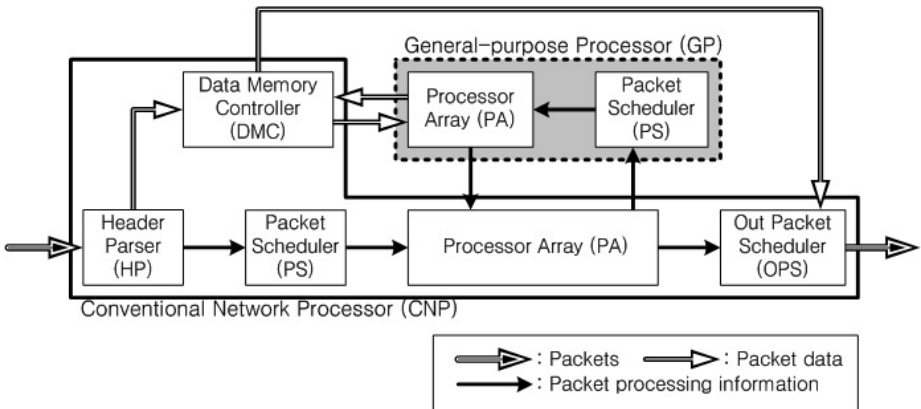 General-purpose Processor (GP)
Data Memory
Controller
(DMC)
Processor
Array (PA)
Packet
Scheduler
(PS)
Header
Parser
(HP)
Packet
Scheduler
(PS)
Processor Array (PA)
Out Packet
Scheduler
(OPS)
Conventional Network Processor (CNP)
: Packets
: Packet data
: Packet processing information